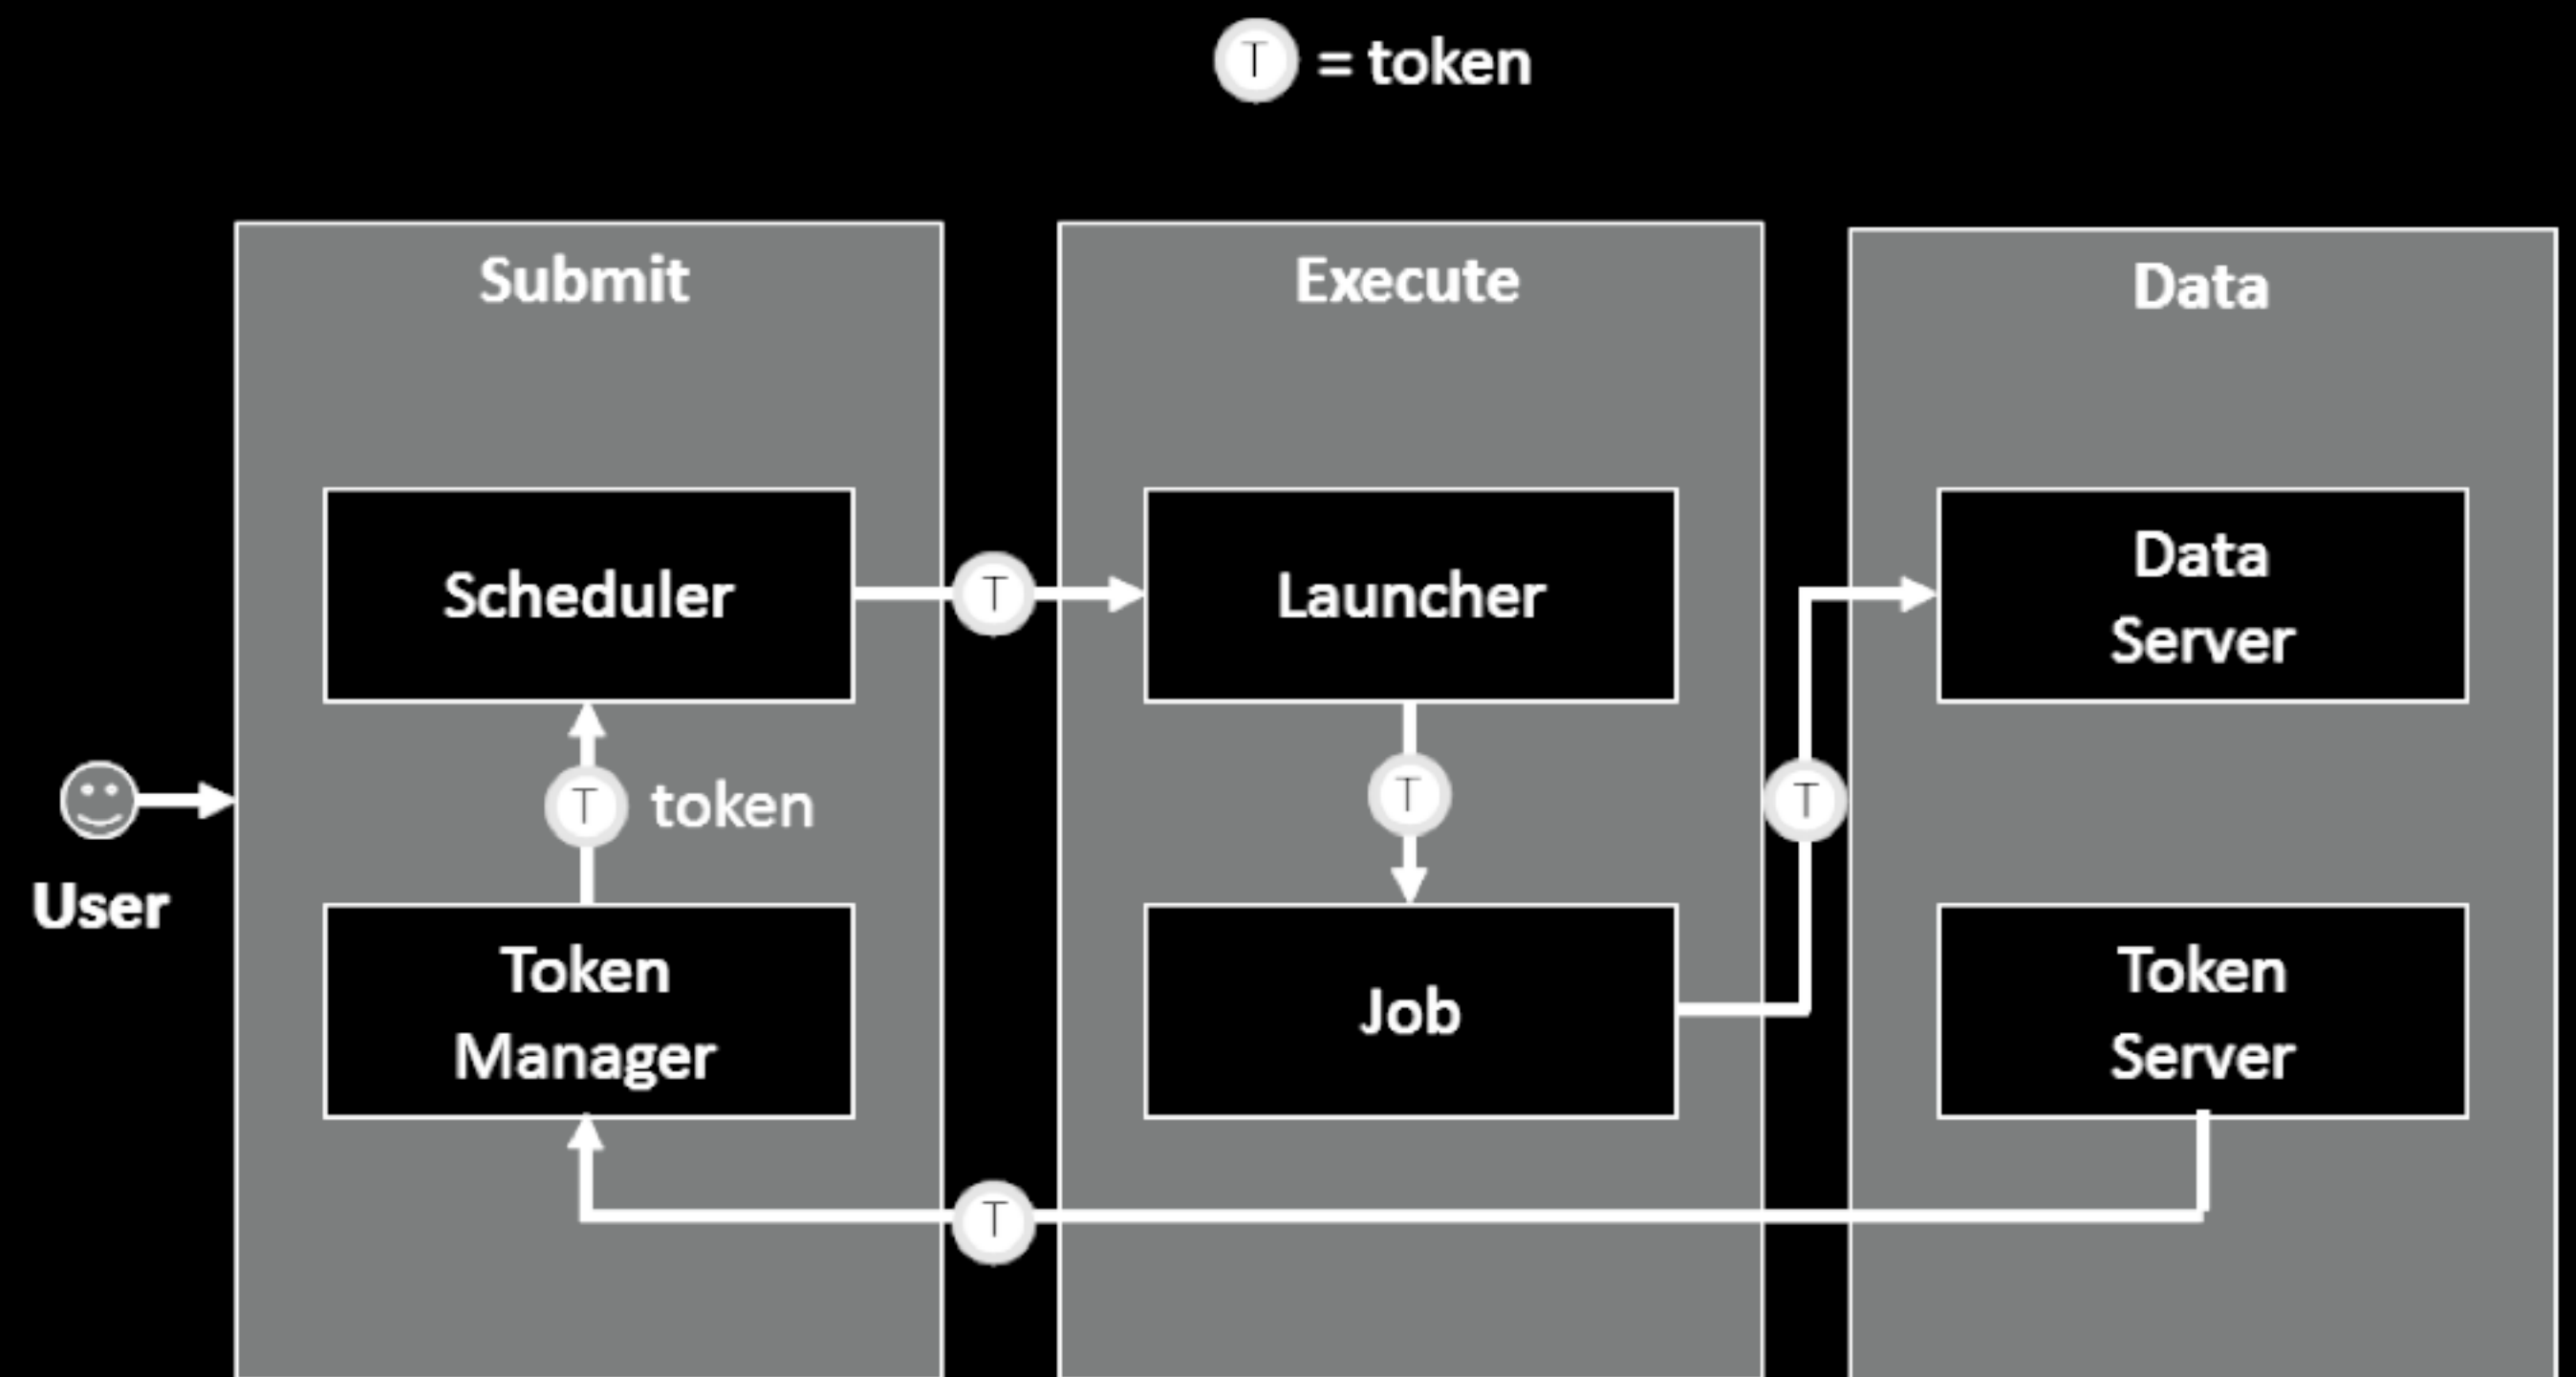 T = token
Submit
Execute
Data
Scheduler
T
Launcher
Data
Server
User
T token
T
T
Token
Manager
Job
Token
Server
T